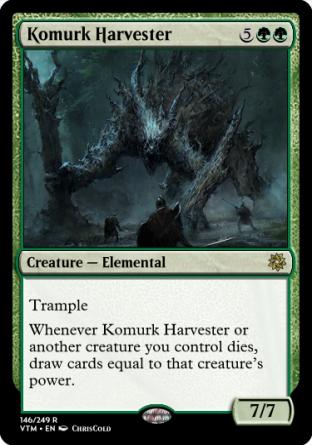 Komurk Harvester 5
Creature — Elemental
Trample
Whenever Komurk Harvester or
another creature you control dies,
draw cards equal to that creature's
power.
7/7
146/249 R
VTM • EN ChrisCold